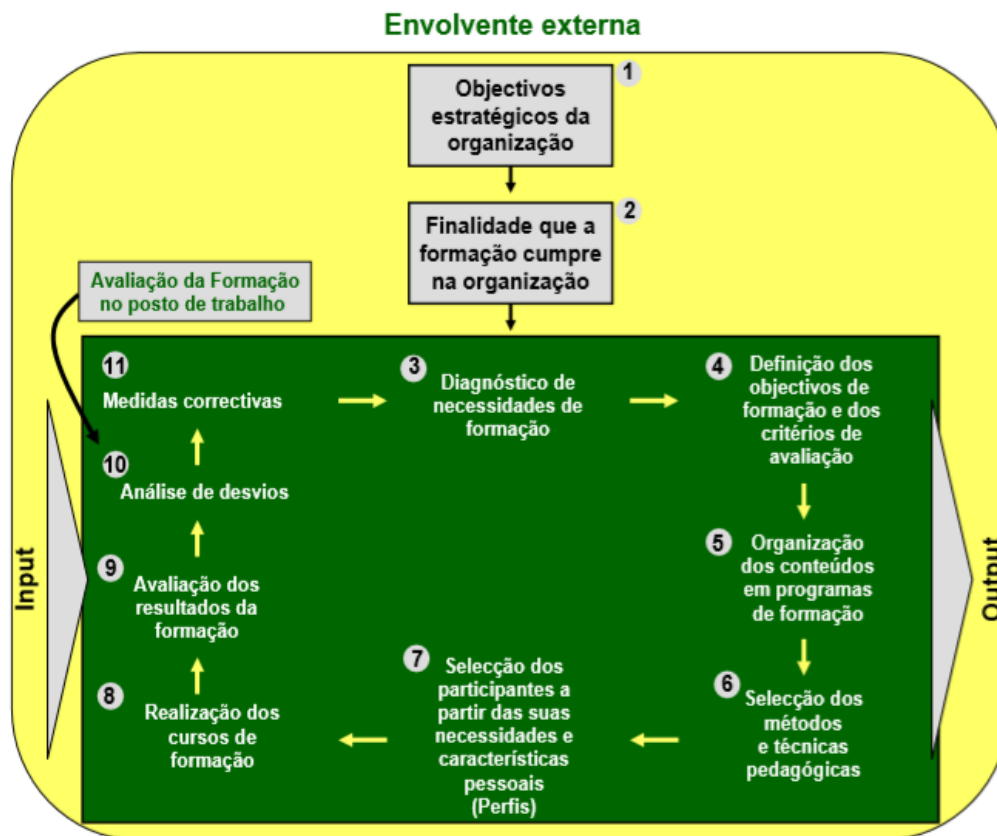 Envolvente externa
1
Objectivos
estratégicos da
organização
2
Finalidade que a
formação cumpre
na organização
Avaliação da Formação
no posto de trabalho
3
Diagnóstico de
necessidades de
formação
4
Definição dos
objectivos de
formação e dos
critérios de
avaliação
5
Organização
dos conteúdos
em programas
de formação
6
Selecção dos
métodos
e técnicas
pedagógicas
7
Selecção dos
participantes a
partir das suas
necessidades e
características
pessoais
(Perfis)
8
Realização dos
cursos de
formação
9
Avaliação dos
resultados da
formação
10
Análise de desvios
11
Medidas correctivas
Input
Output